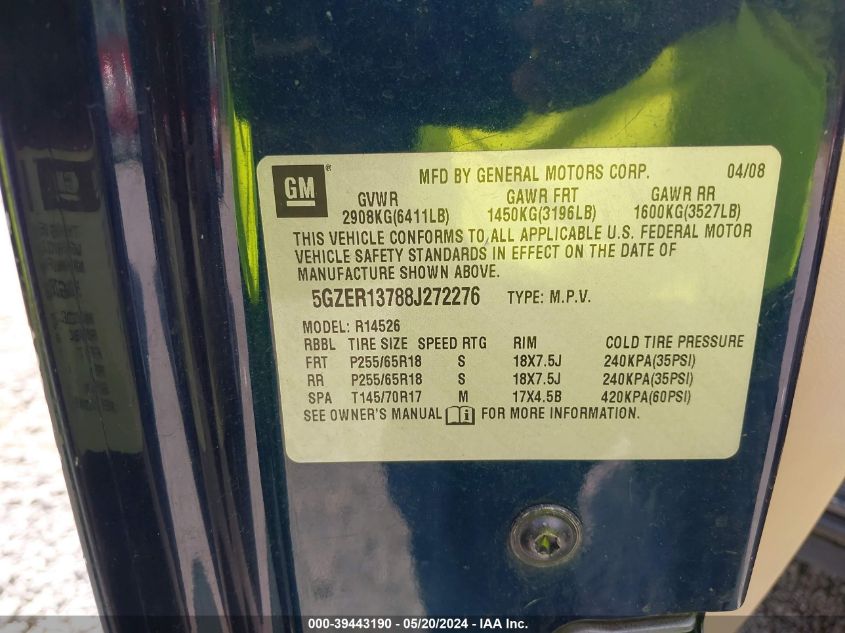 GM®
MFD BY GENERAL MOTORS CORP. 04/08
GVWR GAWR FRT GAWR RR
2908KG(6411LB) 1450KG(3196LB) 1600KG(3527LB)
THIS VEHICLE CONFORMS TO ALL APPLICABLE U.S. FEDERAL MOTOR
VEHICLE SAFETY STANDARDS IN EFFECT ON THE DATE OF
MANUFACTURE SHOWN ABOVE.
5GZER13788J272276 TYPE: M.P.V.
MODEL: R14526
RBBL TIRE SIZE SPEED RTG RIM COLD TIRE PRESSURE
FRT P255/65R18 S 18X7.5J 240KPA(35PSI)
RR P255/65R18 S 18X7.5J 240KPA(35PSI)
SPA T145/70R17 M 17X4.5B 420KPA(60PSI)
SEE OWNER'S MANUAL FOR MORE INFORMATION.
000-39443190 - 05/20/2024 - IAA Inc.